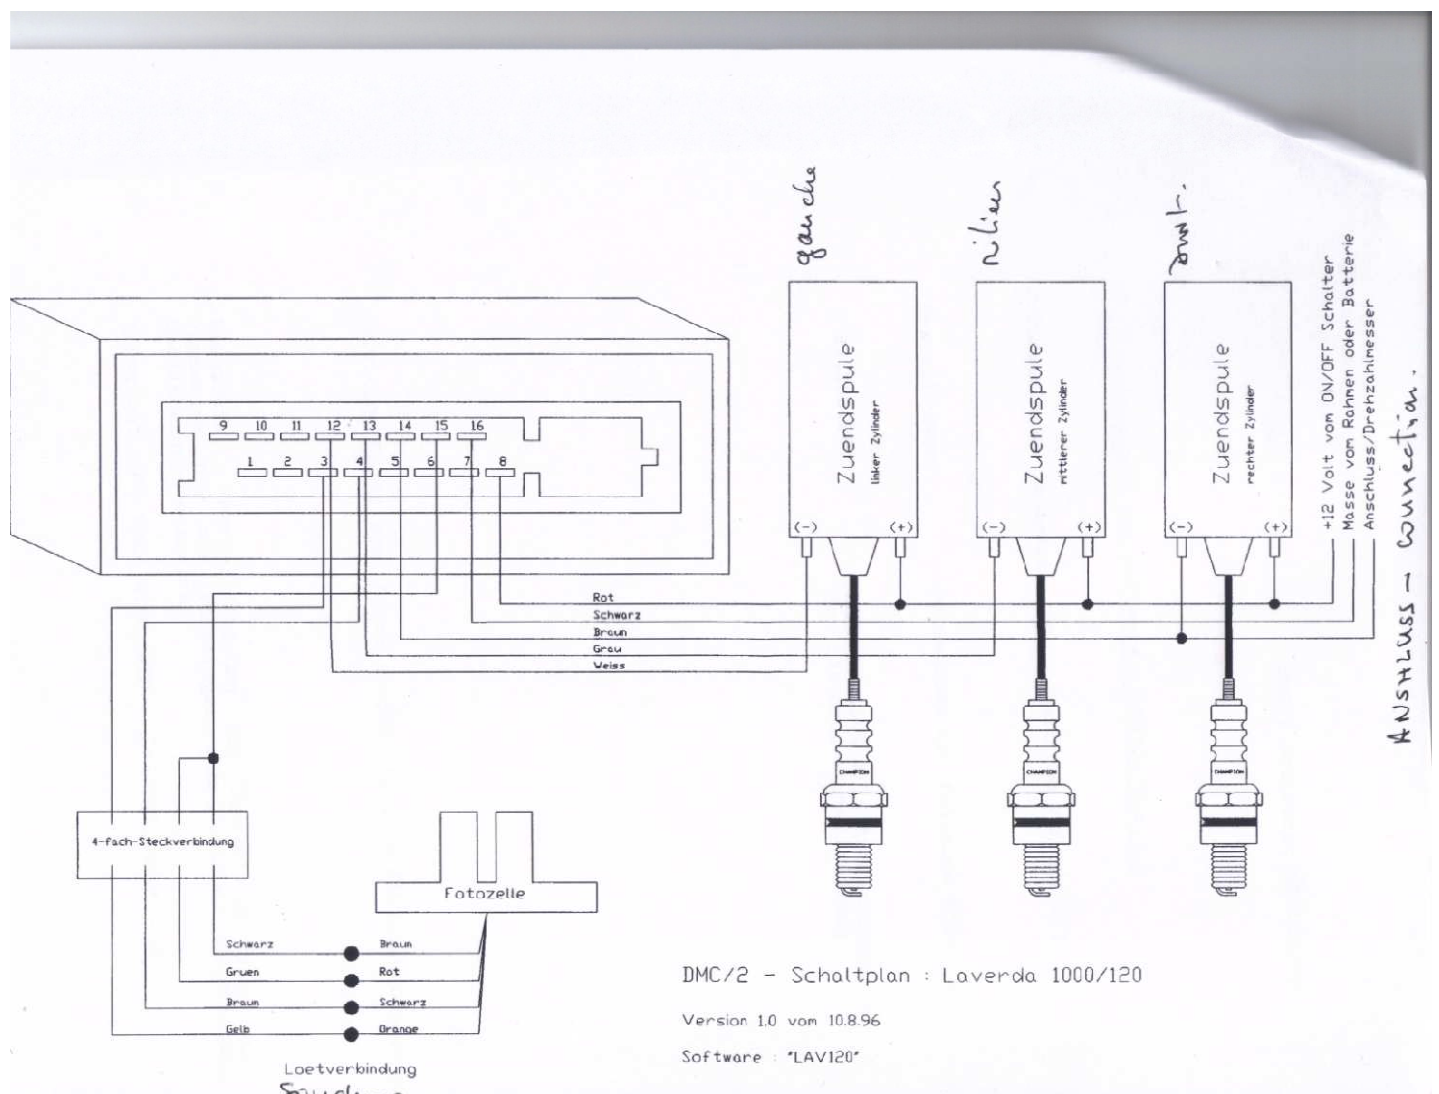 gauche
milieu
droit.
+12 Volt vom ON/OFF Schalter
Masse vom Rahmen oder Batterie
Anschluss/Drehzahlmesser
ANSHLUSS - connection.
Zuendspule
linker Zylinder
Zuendspule
mittlerer Zylinder
Zuendspule
rechter Zylinder
9 10 11 12 13 14 15 16
1 2 3 4 5 6 7 8
(-) (+) (-) (+) (-) (+)
Rot
Schwarz
Braun
Grau
Weiss
CHAMPION CHAMPION CHAMPION
4-fach-Steckverbindung
Fotozelle
Schwarz Braun
Gruen Rot
Braun Schwarz
Gelb Orange
Loetverbindung
DMC/2 - Schaltplan : Laverda 1000/120
Version 1.0 vom 10.8.96
Software : "LAV120"